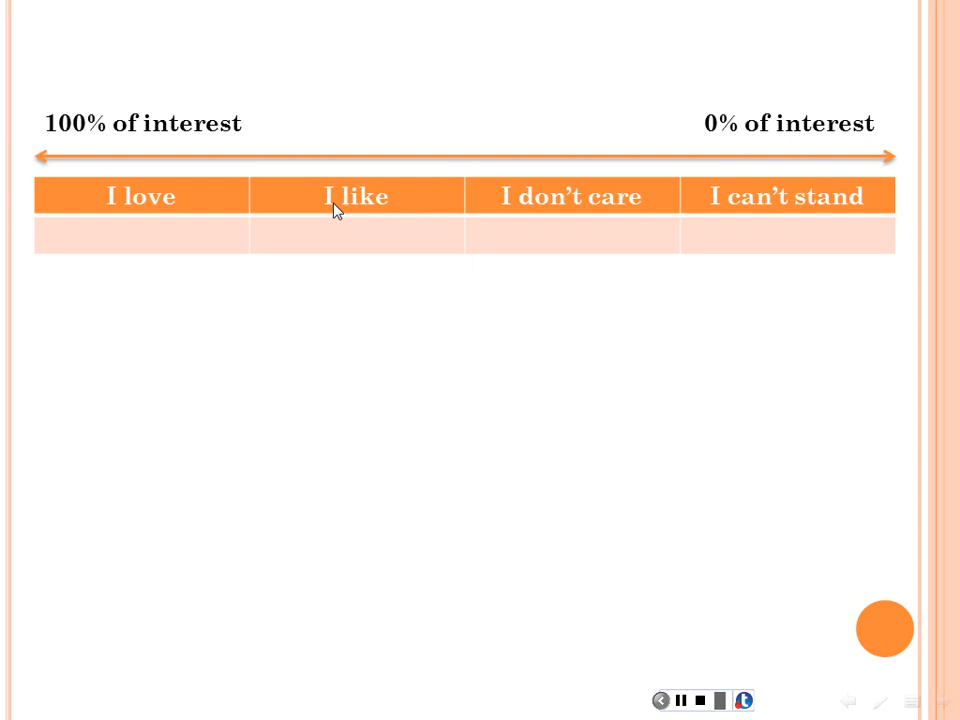 100% of interest 0% of interest
I love I like I don't care I can't stand